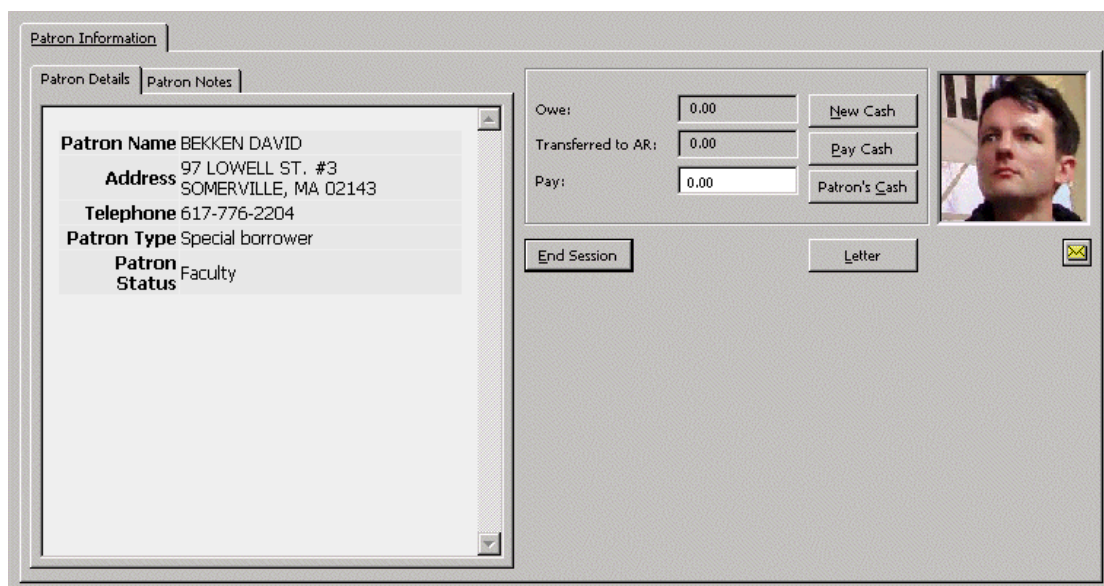 Patron Information
Patron Details
Patron Notes
Patron Name BEKKEN DAVID
Address 97 LOWELL ST. #3
SOMERVILLE, MA 02143
Telephone 617-776-2204
Patron Type Special borrower
Patron
Status Faculty
Owe: 0.00 New Cash
Transferred to AR: 0.00 Pay Cash
Pay: 0.00 Patron's Cash
End Session
Letter